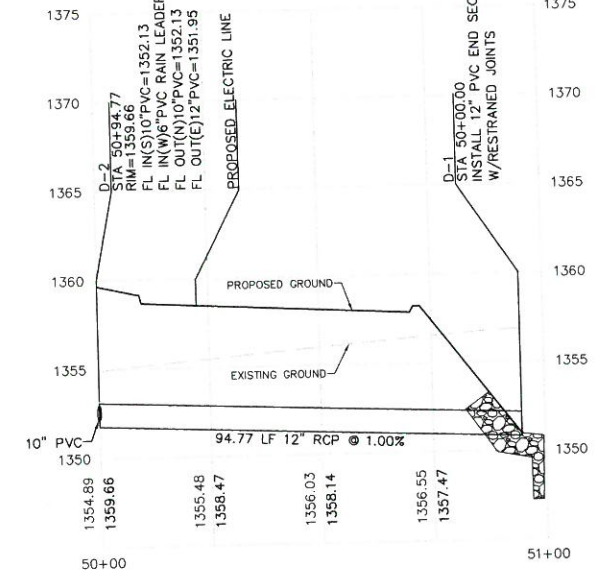 1375
1370
1365
1360
1355
1350
D-2
STA 50+94.77
RIM=1359.66
FL IN(S)10"PVC=1352.13
FL IN(W)6"PVC RAIN LEADER
FL OUT(N)10"PVC=1352.13
FL OUT(E)12"PVC=1351.95
PROPOSED ELECTRIC LINE
D-1
STA 50+00.00
INSTALL 12" PVC END SEC
W/RESTRANED JOINTS
1375
1370
1365
1360
1355
1350
PROPOSED GROUND
EXISTING GROUND
10" PVC
94.77 LF 12" RCP @ 1.00%
1354.89
1359.66
1355.48
1358.47
1356.03
1358.14
1356.55
1357.47
50+00
51+00